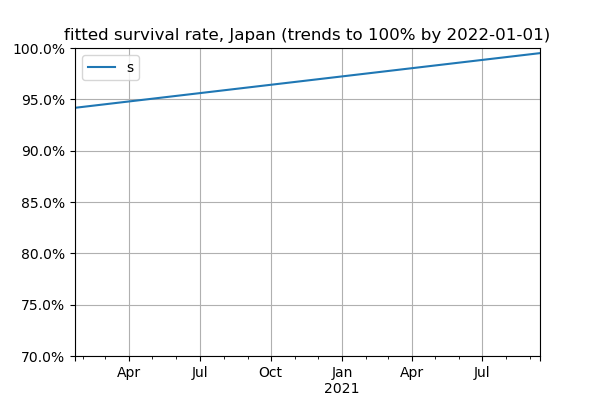 fitted survival rate, Japan (trends to 100% by 2022-01-01)
100.0%
s
95.0%
90.0%
85.0%
80.0%
75.0%
70.0%
Apr Jul Oct Jan Apr Jul
2021